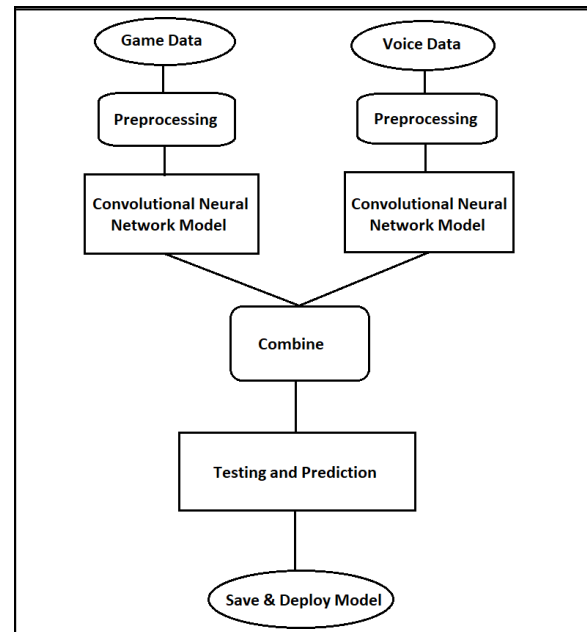 Game Data
Voice Data
Preprocessing
Preprocessing
Convolutional Neural
Network Model
Convolutional Neural
Network Model
Combine
Testing and Prediction
Save & Deploy Model